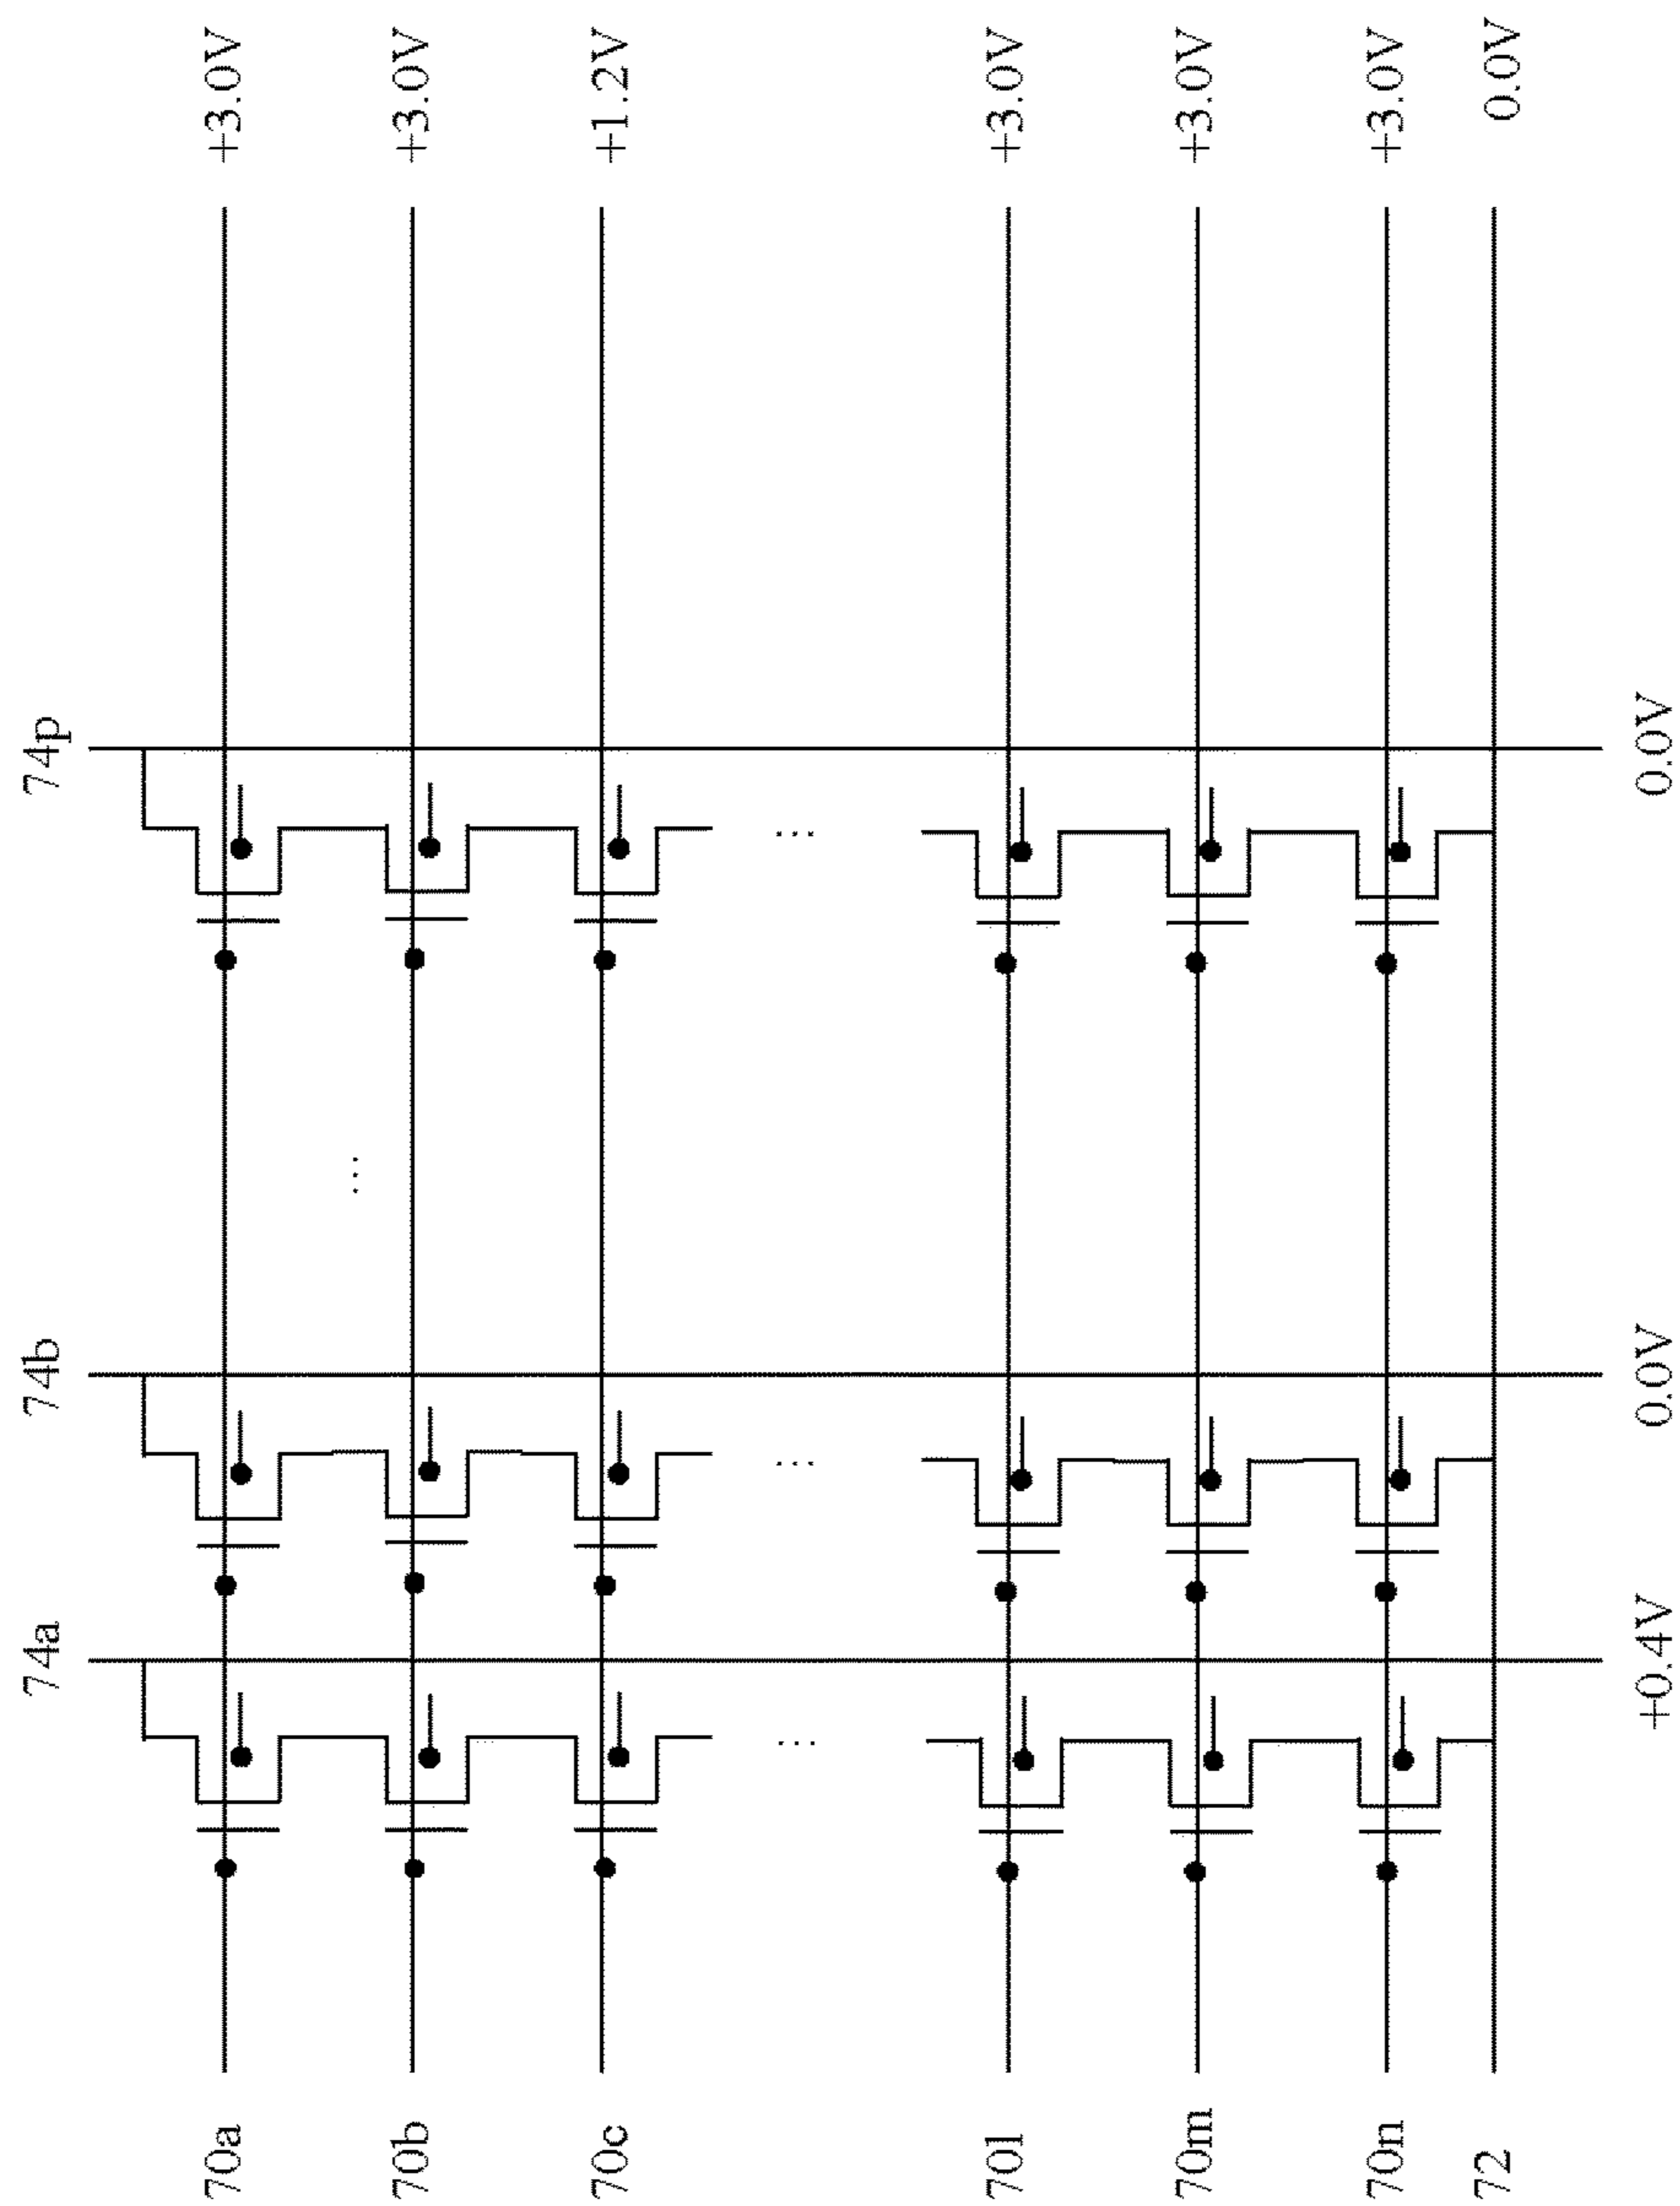 74a 74b 74p
70a +3.0V
...
70b +3.0V
70c +1.2V
... ... ...
70l +3.0V
70m +3.0V
70n +3.0V
72 0.0V
+0.4V 0.0V 0.0V